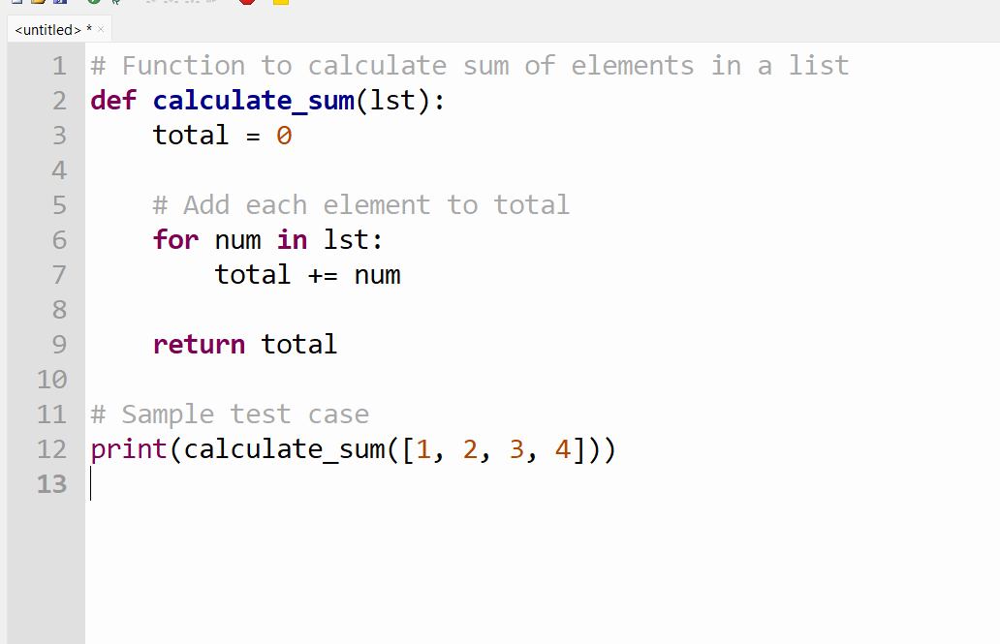 <untitled> * ×
1 # Function to calculate sum of elements in a list
2 def calculate_sum(lst):
3     total = 0
4
5     # Add each element to total
6     for num in lst:
7         total += num
8
9     return total
10
11 # Sample test case
12 print(calculate_sum([1, 2, 3, 4]))
13